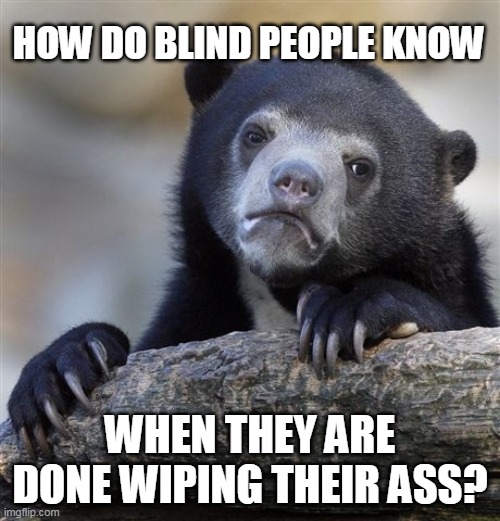 HOW DO BLIND PEOPLE KNOW
WHEN THEY ARE
DONE WIPING THEIR ASS?
imgflip.com